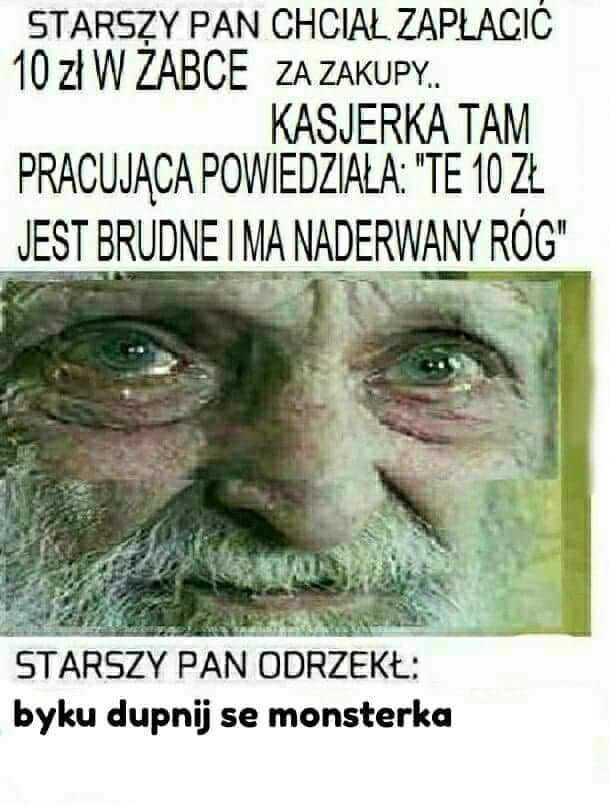 STARSZY PAN CHCIAŁ ZAPŁACIĆ
10 zł W ŻABCE ZA ZAKUPY..
KASJERKA TAM
PRACUJĄCA POWIEDZIAŁA: "TE 10 ZŁ
JEST BRUDNE I MA NADERWANY RÓG"
STARSZY PAN ODRZEKŁ:
byku dupnij se monsterka